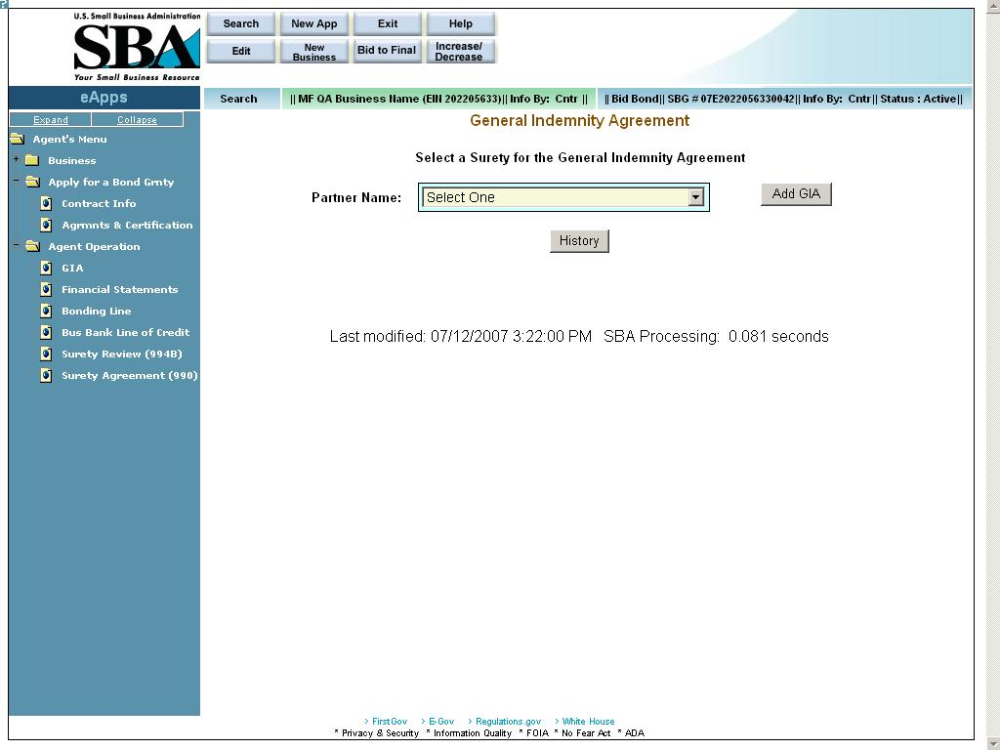 U.S. Small Business Administration
SBA
Your Small Business Resource
Search New App Exit Help
Edit New Business Bid to Final Increase/ Decrease
eApps
Search || MF QA Business Name (EIN 202205633)|| Info By: Cntr || || Bid Bond|| SBG # 07E2022056330042|| Info By: Cntr|| Status : Active||
Expand Collapse
Agent's Menu
+ Business
- Apply for a Bond Grnty
Contract Info
Agrmnts & Certification
- Agent Operation
GIA
Financial Statements
Bonding Line
Bus Bank Line of Credit
Surety Review (994B)
Surety Agreement (990)
General Indemnity Agreement
Select a Surety for the General Indemnity Agreement
Partner Name: Select One Add GIA
History
Last modified: 07/12/2007 3:22:00 PM SBA Processing: 0.081 seconds
> FirstGov > E-Gov > Regulations.gov > White House
* Privacy & Security * Information Quality * FOIA * No Fear Act * ADA